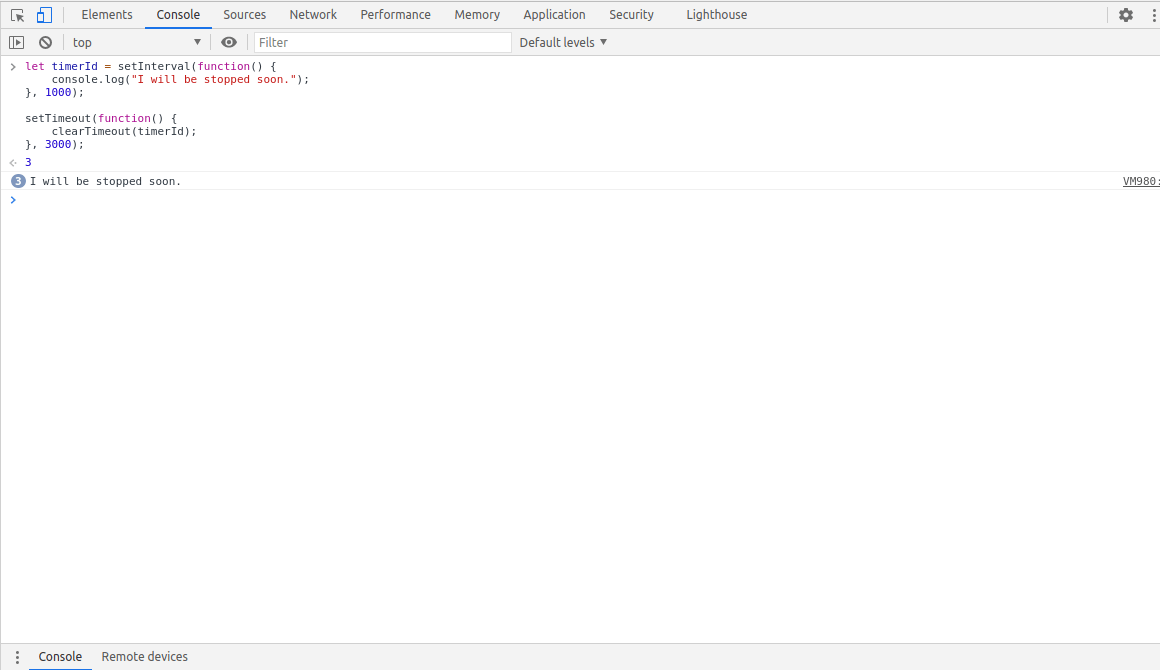 Elements Console Sources Network Performance Memory Application Security Lighthouse
top Filter Default levels
let timerId = setInterval(function() {
    console.log("I will be stopped soon.");
}, 1000);
setTimeout(function() {
    clearTimeout(timerId);
}, 3000);
3
3 I will be stopped soon. VM980:
Console Remote devices